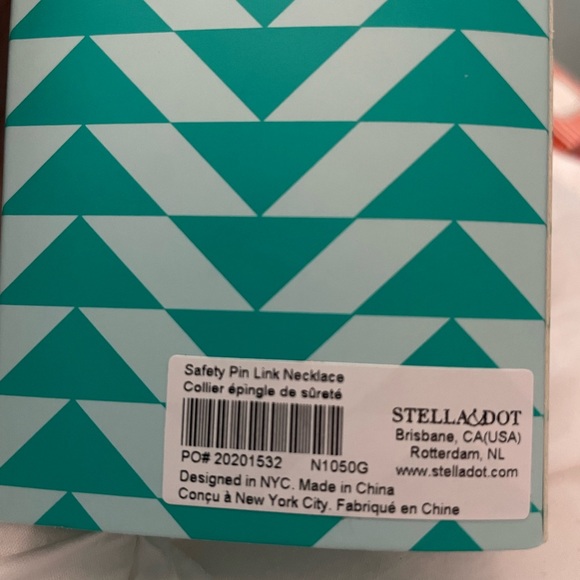 Safety Pin Link Necklace
Collier épingle de sûreté
STELLA&DOT
Brisbane, CA(USA)
Rotterdam, NL
www.stelladot.com
PO# 20201532 N1050G
Designed in NYC. Made in China
Conçu à New York City. Fabriqué en Chine